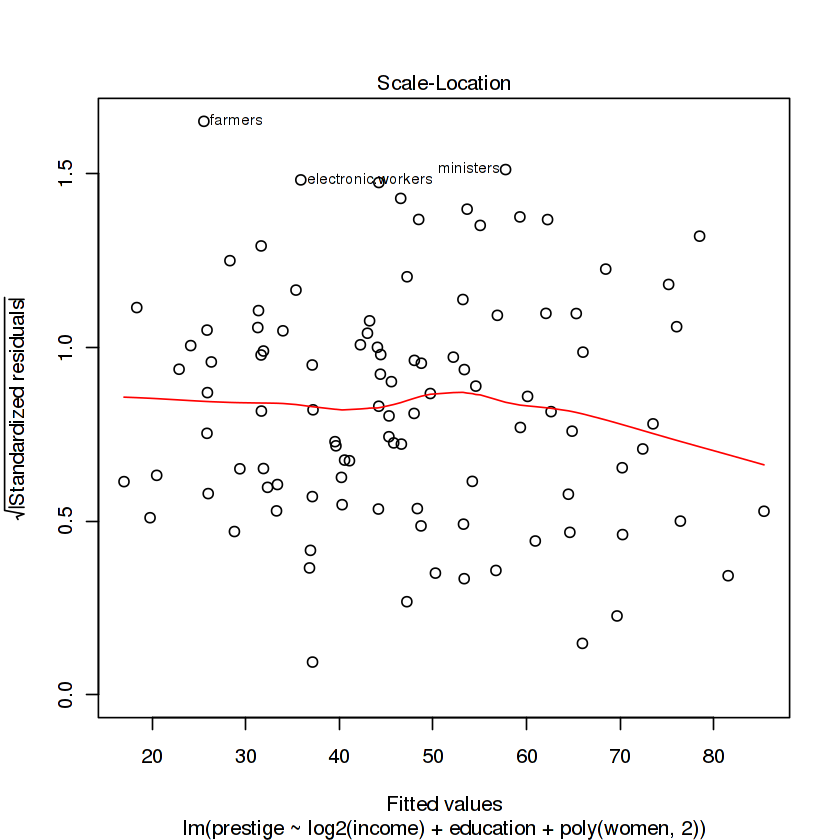 Scale-Location
farmers
ministers
electronic workers
√|Standardized residuals|
1.5
1.0
0.5
0.0
20 30 40 50 60 70 80
Fitted values
lm(prestige ~ log2(income) + education + poly(women, 2))